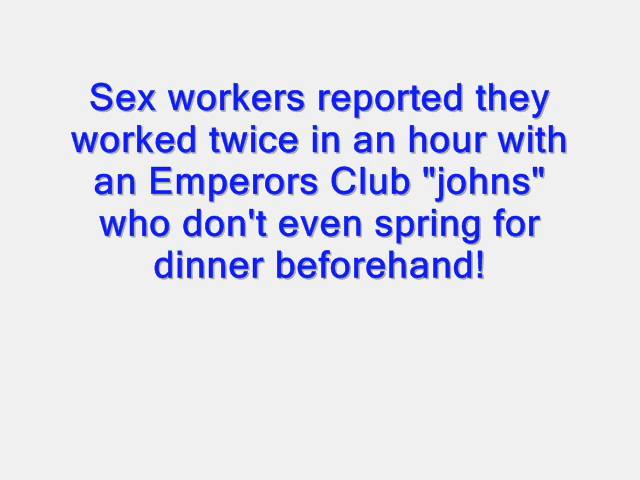 Sex workers reported they
worked twice in an hour with
an Emperors Club "johns"
who don't even spring for
dinner beforehand!